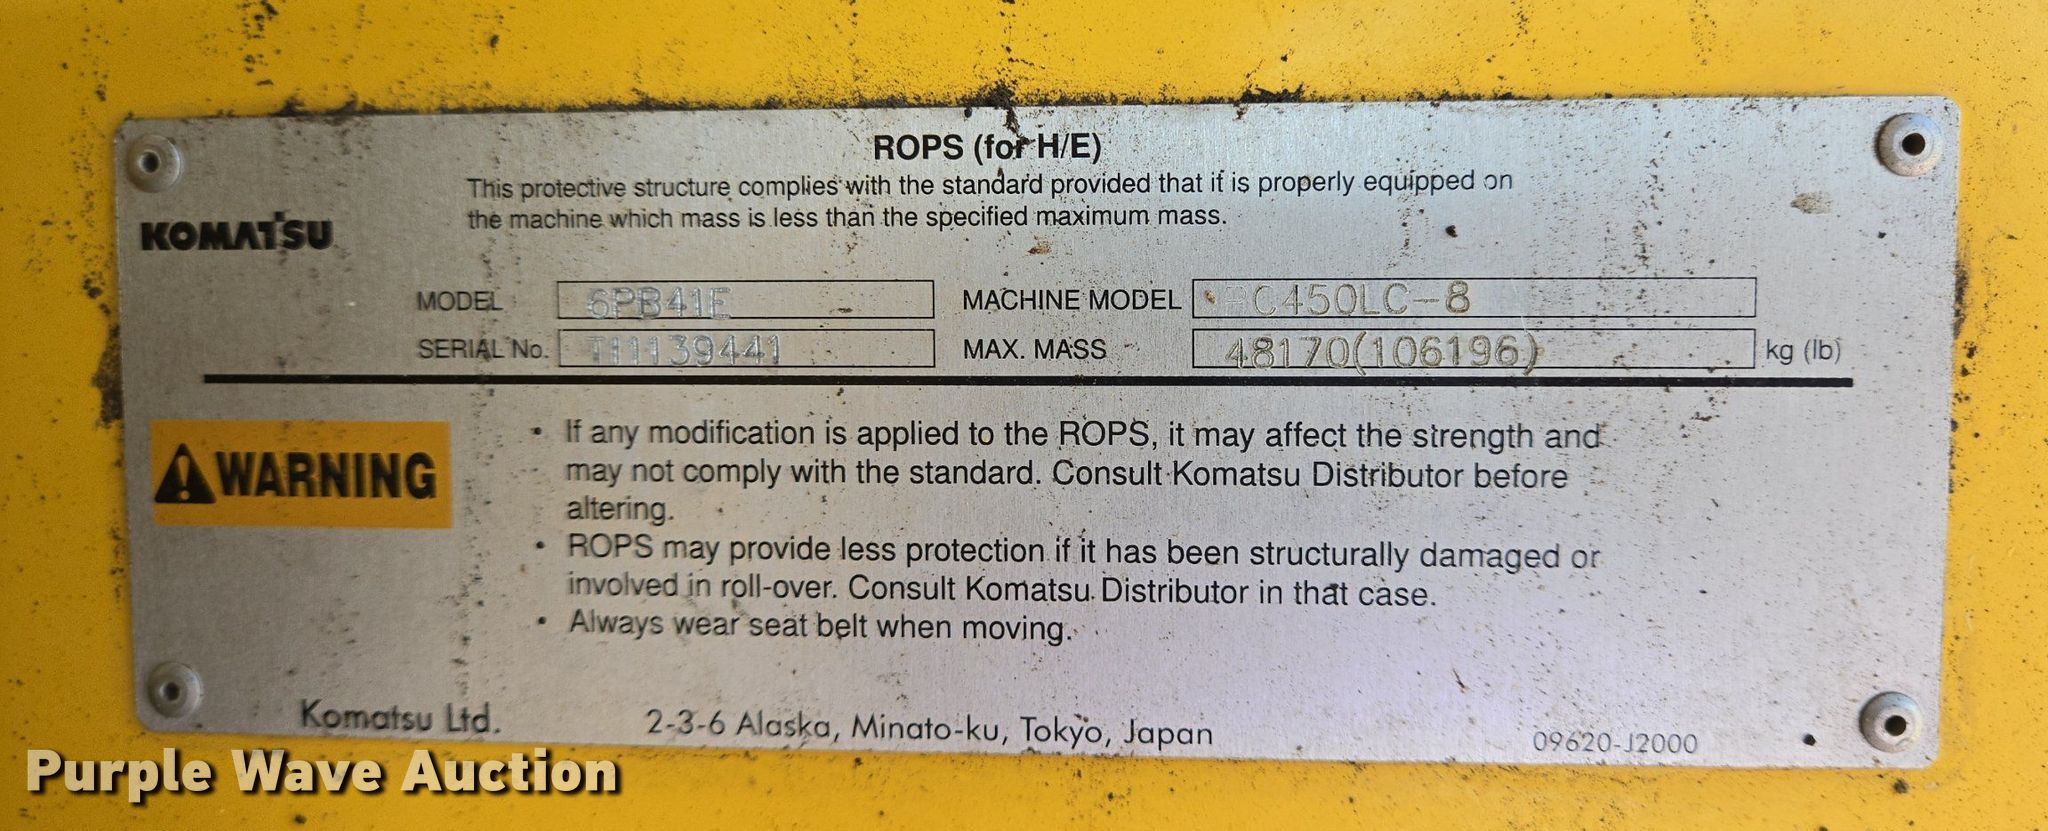 ROPS (for H/E)
This protective structure complies with the standard provided that if is properly equipped on
the machine which mass is less than the specified maximum mass.
KOMATSU
MODEL 6PB41E MACHINE MODEL PC450LC-8
SERIAL No. TH1139441 MAX. MASS 48170(106196) kg (lb)
WARNING
• If any modification is applied to the ROPS, it may affect the strength and
may not comply with the standard. Consult Komatsu Distributor before
altering.
• ROPS may provide less protection if it has been structurally damaged or
involved in roll-over. Consult Komatsu Distributor in that case.
• Always wear seat belt when moving.
Komatsu Ltd. 2-3-6 Alaska, Minato-ku, Tokyo, Japan
09620-J2000
Purple Wave Auction